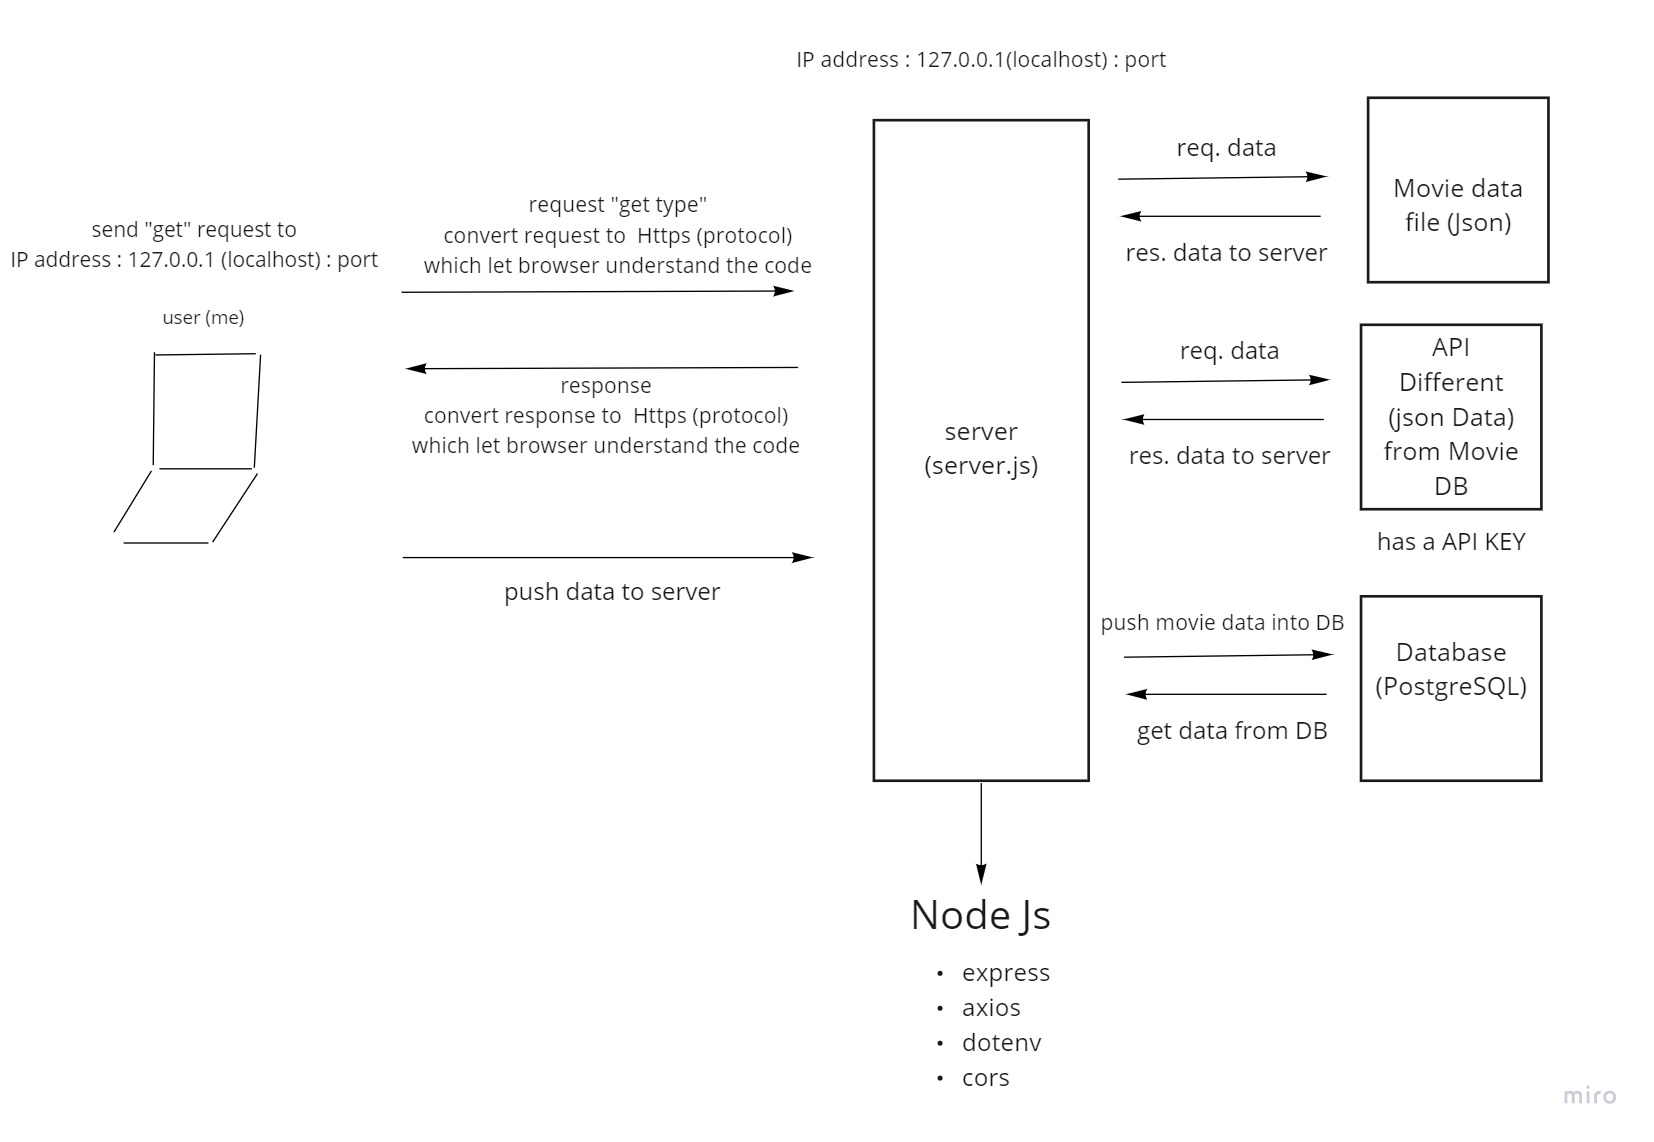 IP address : 127.0.0.1(localhost) : port
send "get" request to
IP address : 127.0.0.1 (localhost) : port
user (me)
request "get type"
convert request to  Https (protocol)
which let browser understand the code
response
convert response to  Https (protocol)
which let browser understand the code
push data to server
server
(server.js)
req. data
res. data to server
Movie data
file (Json)
req. data
res. data to server
API
Different
(json Data)
from Movie
DB
has a API KEY
push movie data into DB
get data from DB
Database
(PostgreSQL)
Node Js
• express
• axios
• dotenv
• cors
miro